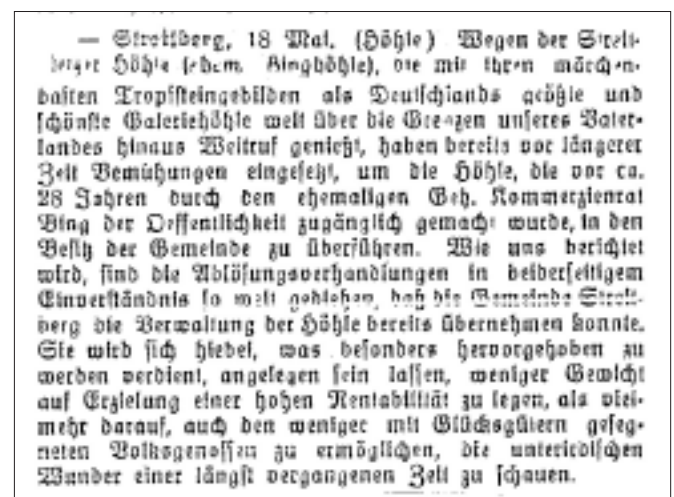 — Streitberg, 18 Mai. (Höhle) Wegen der Streit-
berger Höhle (ehem. Binghöhle), die mit ihren märchen-
haften Tropfsteingebilden als Deutschlands größte und
schönste Galeriehöhle weit über die Grenzen unseres Vater-
landes hinaus Weltruf genießt, haben bereits vor längerer
Zeit Bemühungen eingesetzt, um die Höhle, die vor ca.
28 Jahren durch den ehemaligen Geh. Kommerzienrat
Bing der Oeffentlichkeit zugänglich gemacht wurde, in den
Besitz der Gemeinde zu überführen. Wie uns berichtet
wird, sind die Ablösungsverhandlungen in beiderseitigem
Einverständnis so weit gediehen, daß die Gemeinde Streit-
berg die Verwaltung der Höhle bereits übernehmen konnte.
Sie wird sich hiebei, was besonders hervorgehoben zu
werden verdient, angelegen sein lassen, weniger Gewicht
auf Erzielung einer hohen Rentabilität zu legen, als viel-
mehr darauf, auch den weniger mit Glücksgütern geseg-
neten Volksgenossen zu ermöglichen, die unterirdischen
Wunder einer längst vergangenen Zeit zu schauen.